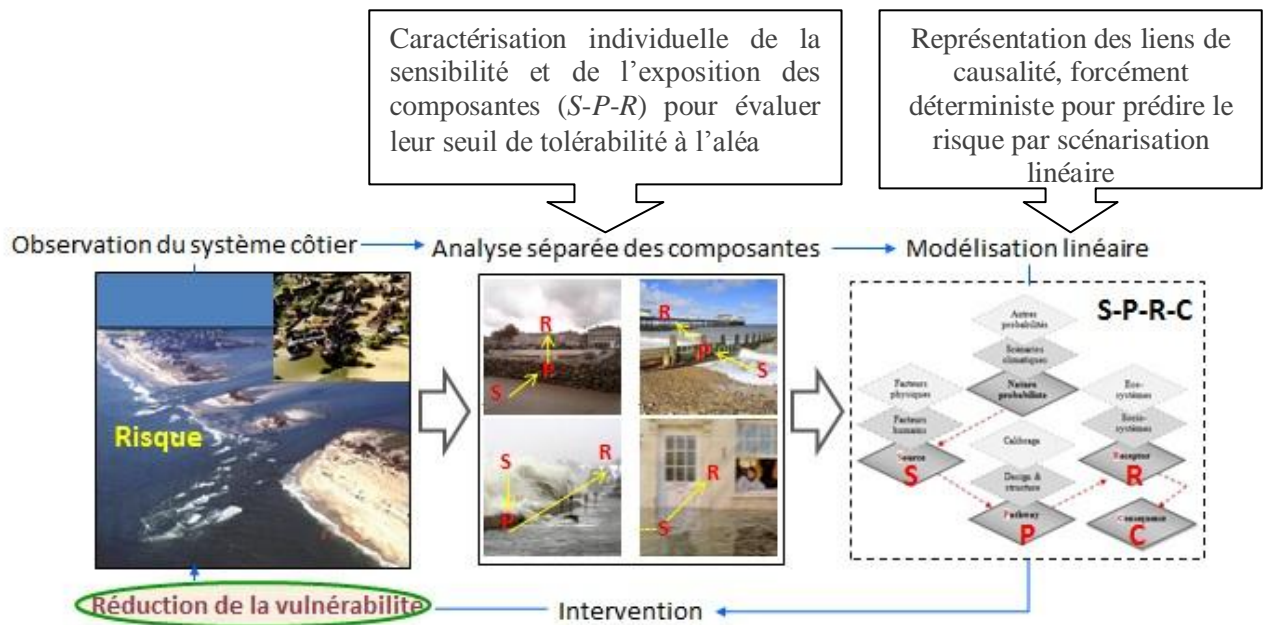 Caractérisation individuelle de la
sensibilité et de l'exposition des
composantes (S-P-R) pour évaluer
leur seuil de tolérabilité à l'aléa
Représentation des liens de
causalité, forcément
déterministe pour prédire le
risque par scénarisation
linéaire
Observation du système côtier
Analyse séparée des composantes
Modélisation linéaire
Risque
R
P
S
R
P
S
S
R
P
R
S
S-P-R-C
Autres
probabilités
Scénarios
climatiques
Nature
probabiliste
Facteurs
physiques
Facteurs
humains
Source
S
Calibrage
Design &
structure
Pathway
P
Eco-
systèmes
Socio-
systèmes
Receptor
R
C
Réduction de la vulnérabilité
Intervention